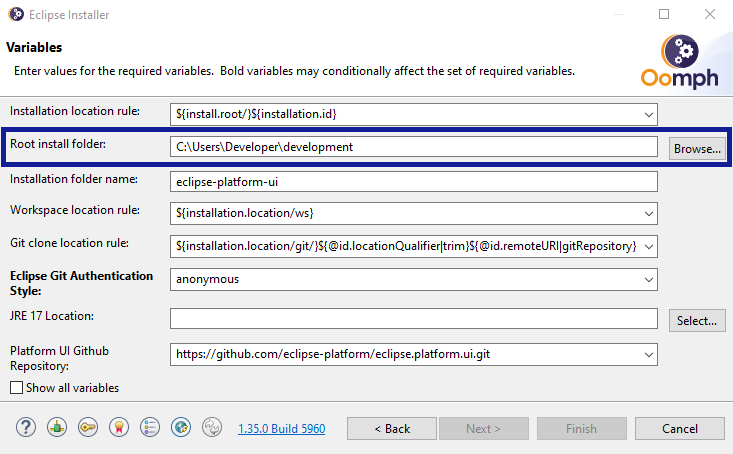 Eclipse Installer
Variables
Enter values for the required variables. Bold variables may conditionally affect the set of required variables.
Oomph
Installation location rule: ${install.root/}${installation.id}
Root install folder: C:\Users\Developer\development Browse...
Installation folder name: eclipse-platform-ui
Workspace location rule: ${installation.location/ws}
Git clone location rule: ${installation.location/git/}${@id.locationQualifier|trim}${@id.remoteURI|gitRepository}
Eclipse Git Authentication anonymous
Style:
JRE 17 Location: Select...
Platform UI Github https://github.com/eclipse-platform/eclipse.platform.ui.git
Repository:
Show all variables
? 1.35.0 Build 5960 < Back Next > Finish Cancel